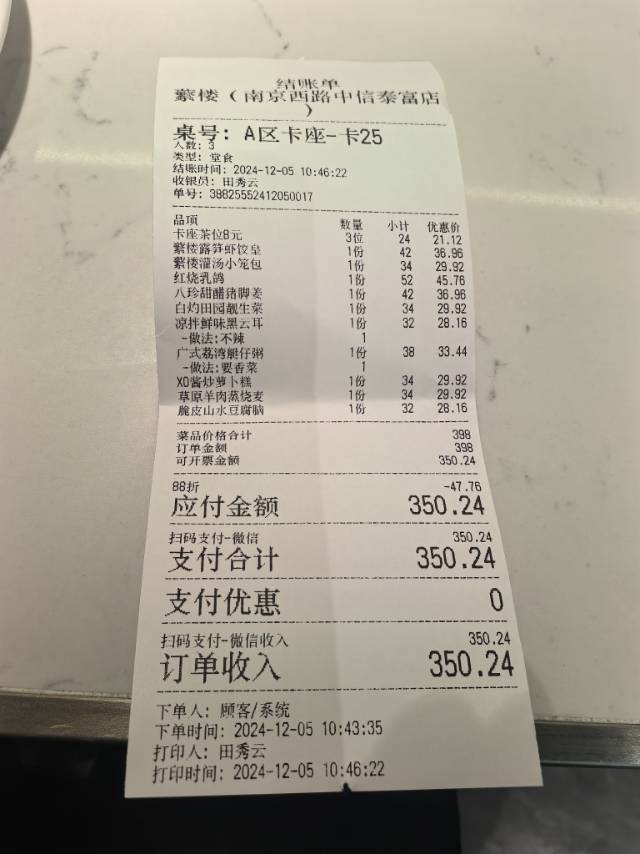 结账单
蘩楼（南京西路中信泰富店
）
桌号: A区卡座-卡25
人数: 3
类型: 堂食
结账时间: 2024-12-05 10:46:22
收银员: 田秀云
单号: 38825552412050017
品项 数量 小计 优惠价
卡座茶位8元 3位 24 21.12
蘩楼露笋虾饺皇 1份 42 36.96
蘩楼灌汤小笼包 1份 34 29.92
红烧乳鸽 1份 52 45.76
八珍甜醋猪脚姜 1份 42 36.96
白灼田园靓生菜 1份 34 29.92
凉拌鲜味黑云耳 1份 32 28.16
-做法:不辣 1
广式荔湾艇仔粥 1份 38 33.44
-做法:要香菜 1
XO酱炒萝卜糕 1份 34 29.92
草原羊肉蒸烧麦 1份 34 29.92
脆皮山水豆腐脑 1份 32 28.16
菜品价格合计 398
订单金额 398
可开票金额 350.24
88折 -47.76
应付金额 350.24
扫码支付-微信 350.24
支付合计 350.24
支付优惠 0
扫码支付-微信收入 350.24
订单收入 350.24
下单人: 顾客/系统
下单时间: 2024-12-05 10:43:35
打印人: 田秀云
打印时间: 2024-12-05 10:46:22